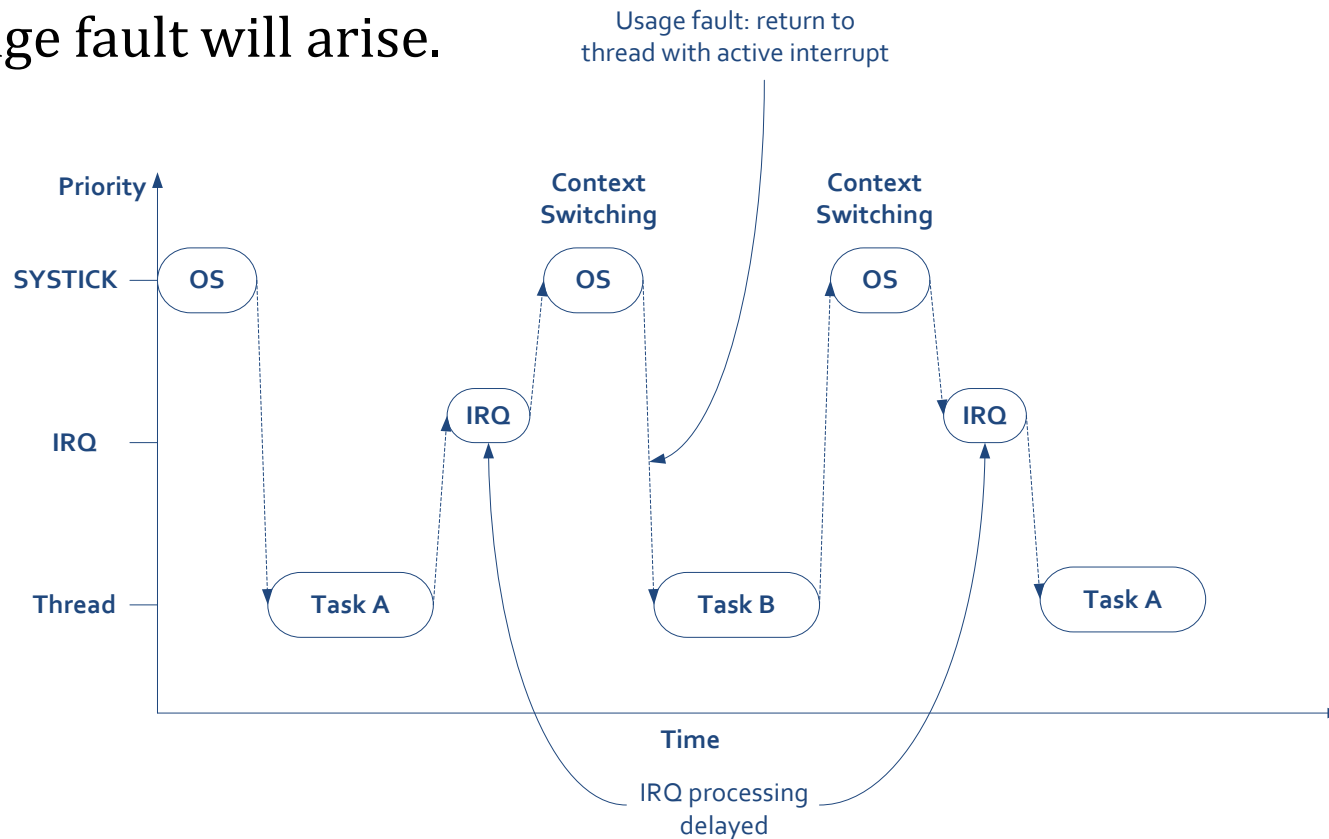 ge fault will arise.
Usage fault: return to
thread with active interrupt
Priority
Context
Switching
Context
Switching
SYSTICK
OS
OS
OS
IRQ
IRQ
IRQ
Thread
Task A
Task B
Task A
Time
IRQ processing
delayed